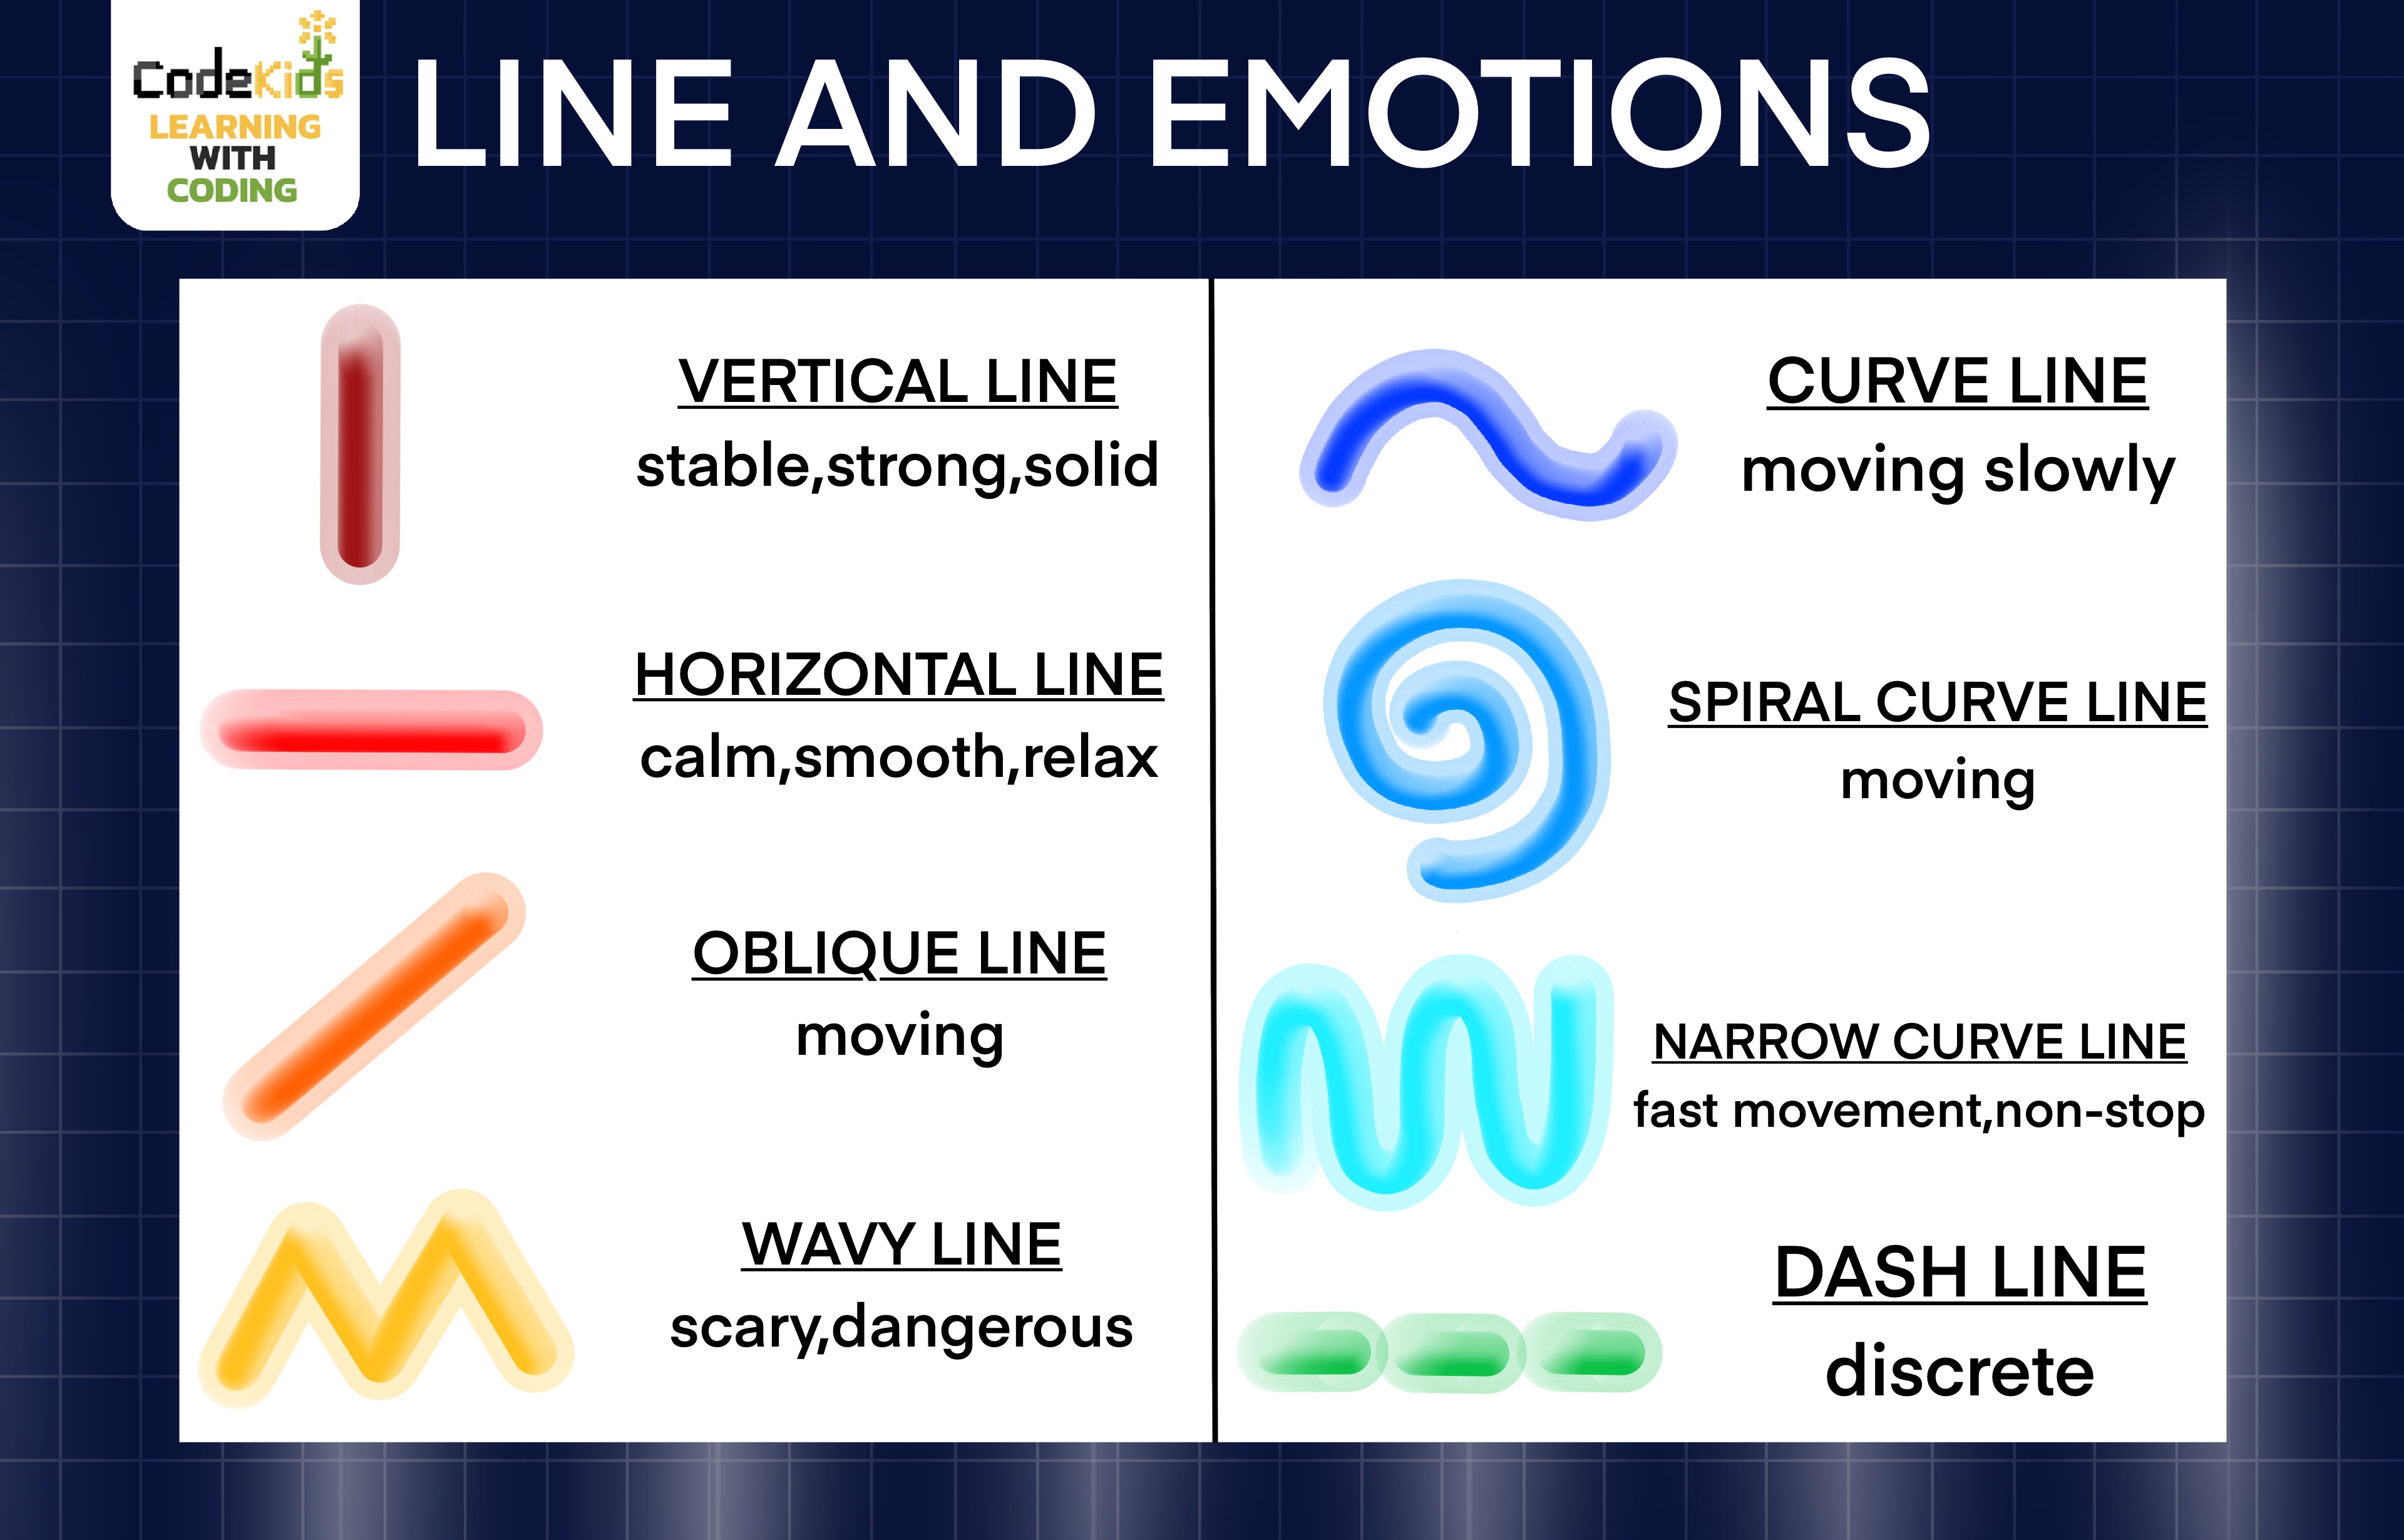 CodeKids
LEARNING
WITH
CODING
LINE AND EMOTIONS
VERTICAL LINE
stable,strong,solid
HORIZONTAL LINE
calm,smooth,relax
OBLIQUE LINE
moving
WAVY LINE
scary,dangerous
CURVE LINE
moving slowly
SPIRAL CURVE LINE
moving
NARROW CURVE LINE
fast movement,non-stop
DASH LINE
discrete